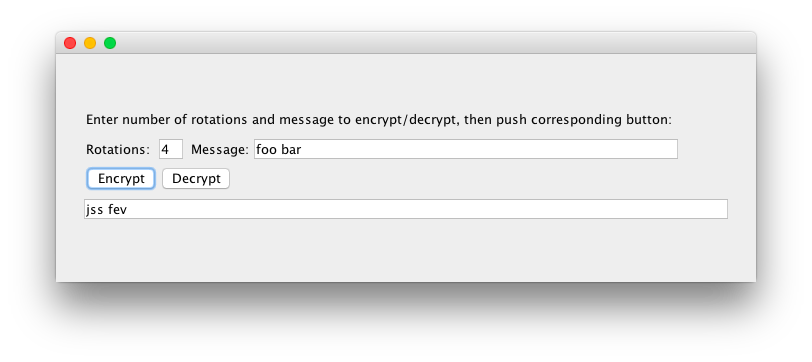 Enter number of rotations and message to encrypt/decrypt, then push corresponding button:
Rotations: 4 Message: foo bar
Encrypt Decrypt
jss fev